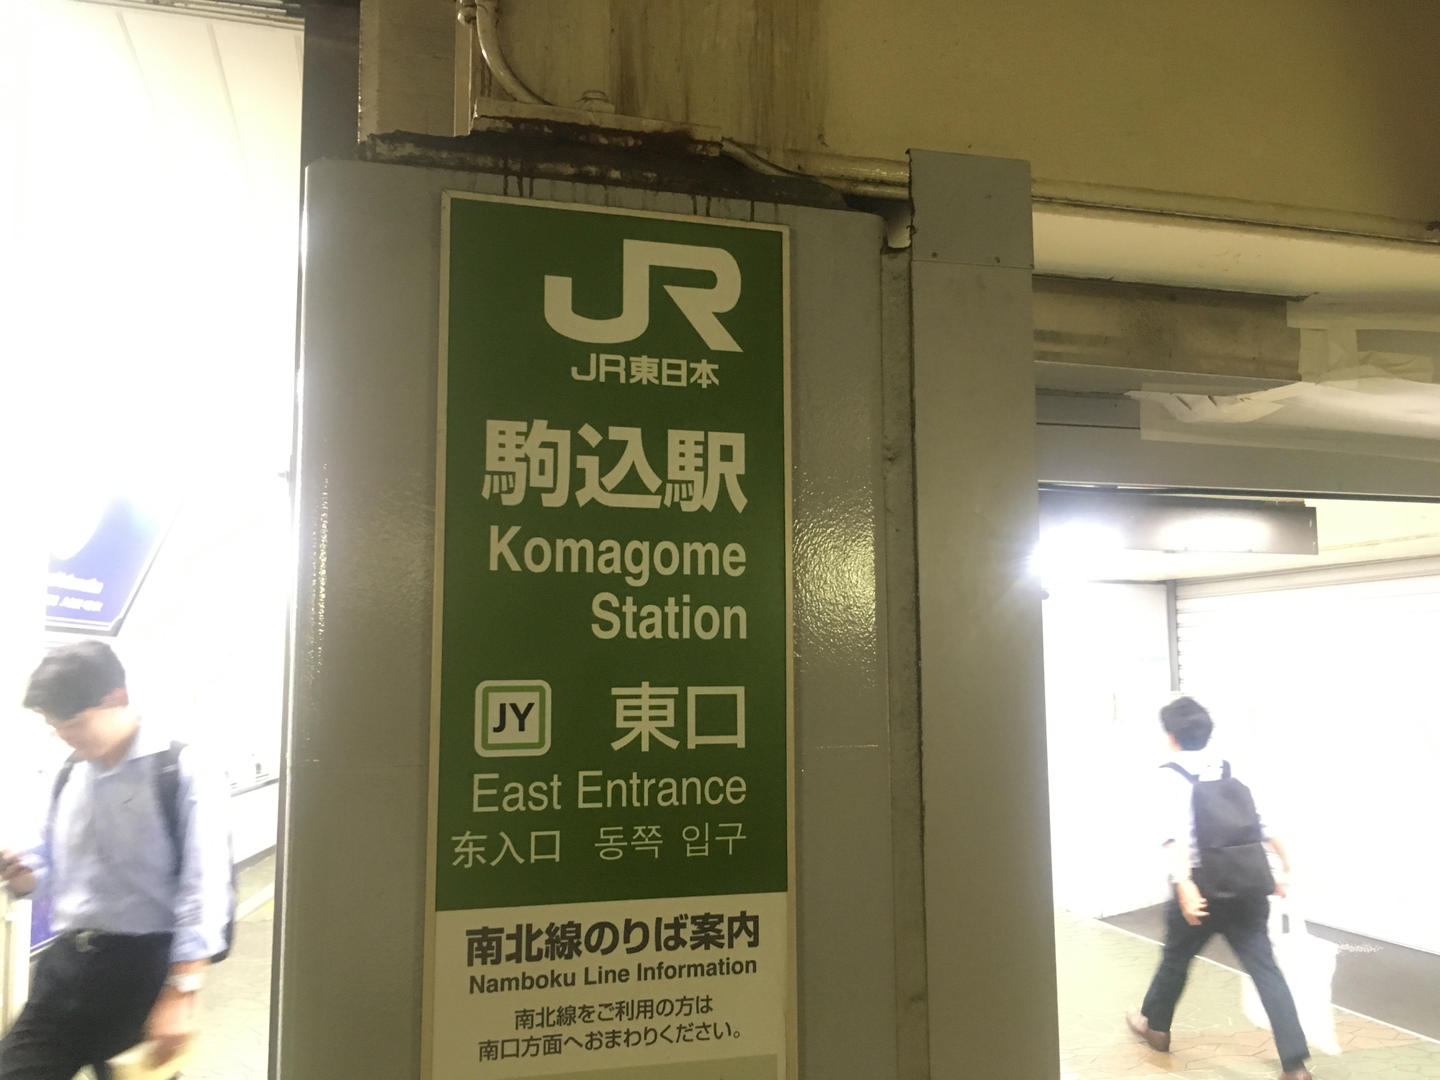 JR
JR東日本
駒込駅
Komagome
Station
JY 東口
East Entrance
东入口 동쪽 입구
南北線のりば案内
Namboku Line Information
南北線をご利用の方は
南口方面へおまわりください。